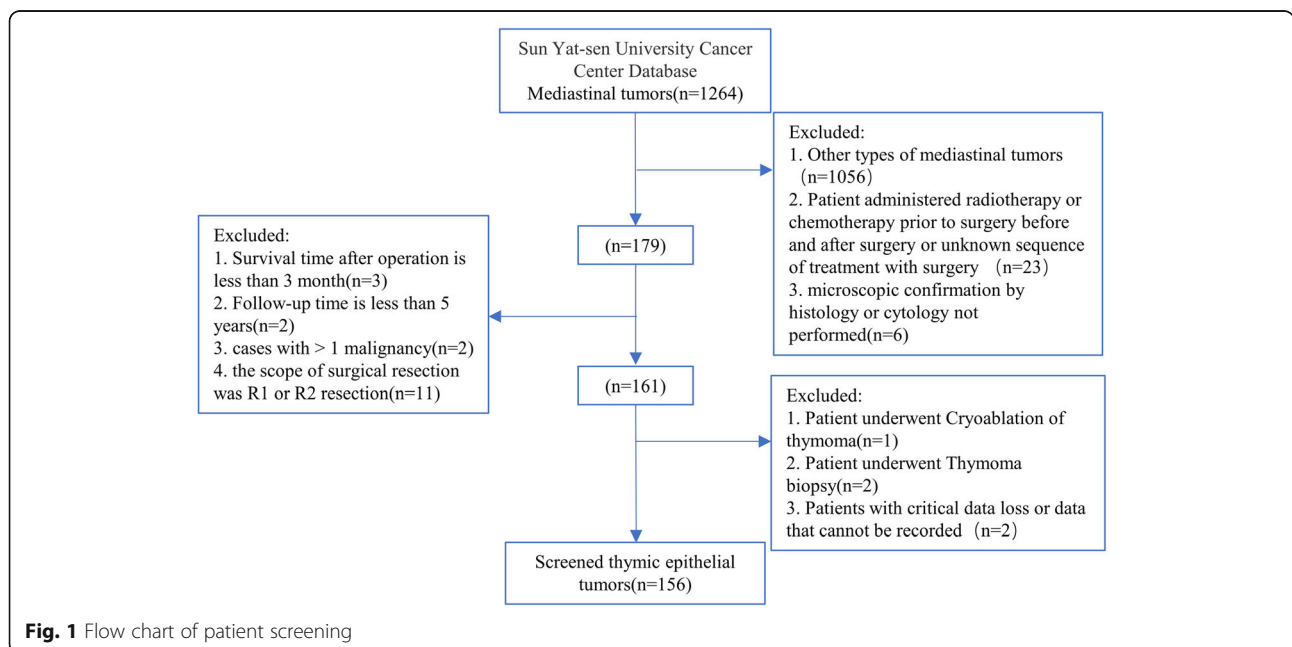 Sun Yat-sen University Cancer
Center Database
Mediastinal tumors(n=1264)
Excluded:
1. Other types of mediastinal tumors
（n=1056)
2. Patient administered radiotherapy or
chemotherapy prior to surgery before
and after surgery or unknown sequence
of treatment with surgery （n=23)
3. microscopic confirmation by
histology or cytology not
performed(n=6)
(n=179)
Excluded:
1. Survival time after operation is
less than 3 month(n=3)
2. Follow-up time is less than 5
years(n=2)
3. cases with > 1 malignancy(n=2)
4. the scope of surgical resection
was R1 or R2 resection(n=11)
(n=161)
Excluded:
1. Patient underwent Cryoablation of
thymoma(n=1)
2. Patient underwent Thymoma
biopsy(n=2)
3. Patients with critical data loss or data
that cannot be recorded（n=2）
Screened thymic epithelial
tumors(n=156)
Fig. 1 Flow chart of patient screening